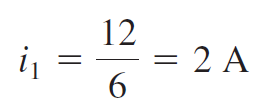 i₁ = 12/6 = 2 A